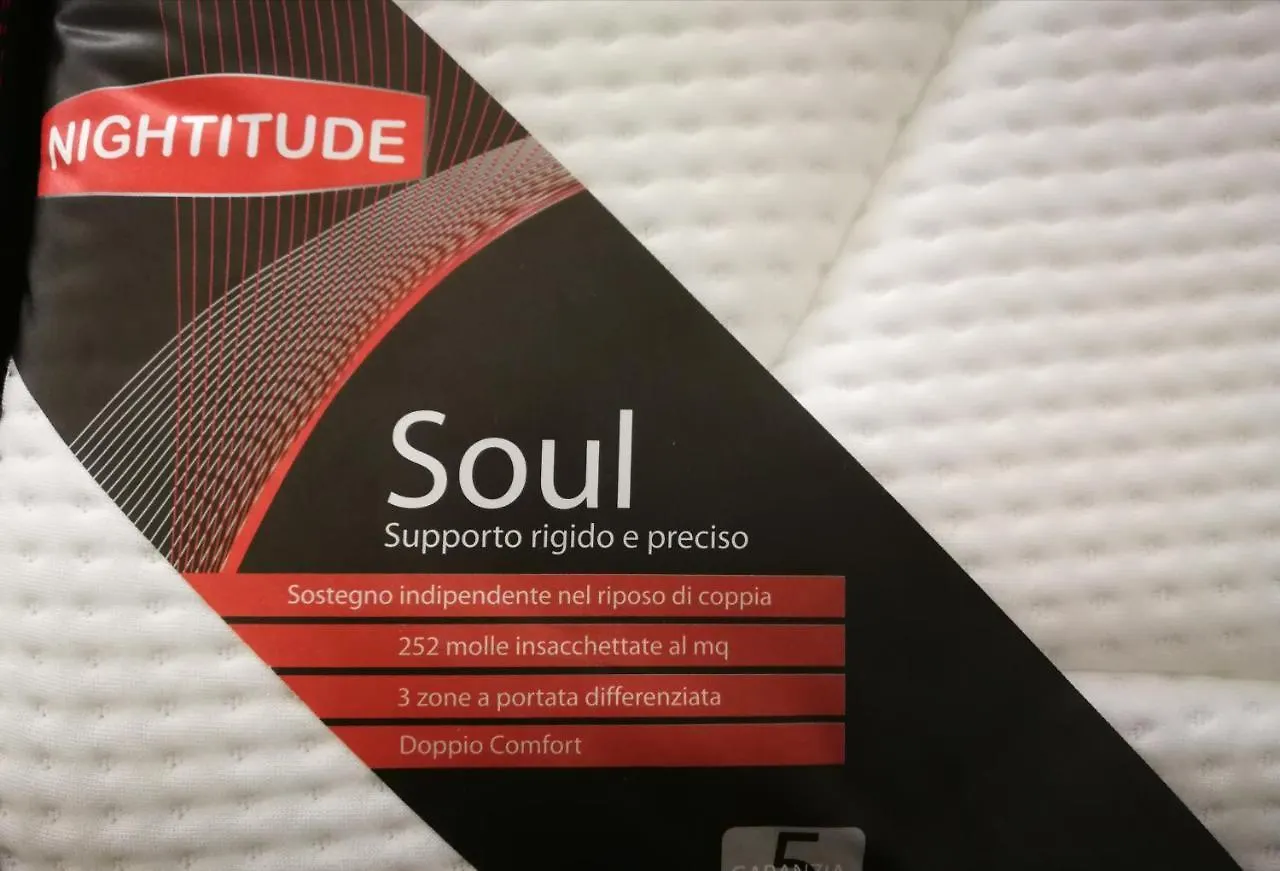 NIGHTITUDE
Soul
Supporto rigido e preciso
Sostegno indipendente nel riposo di coppia
252 molle insacchettate al mq
3 zone a portata differenziata
Doppio Comfort
5
GARANZIA